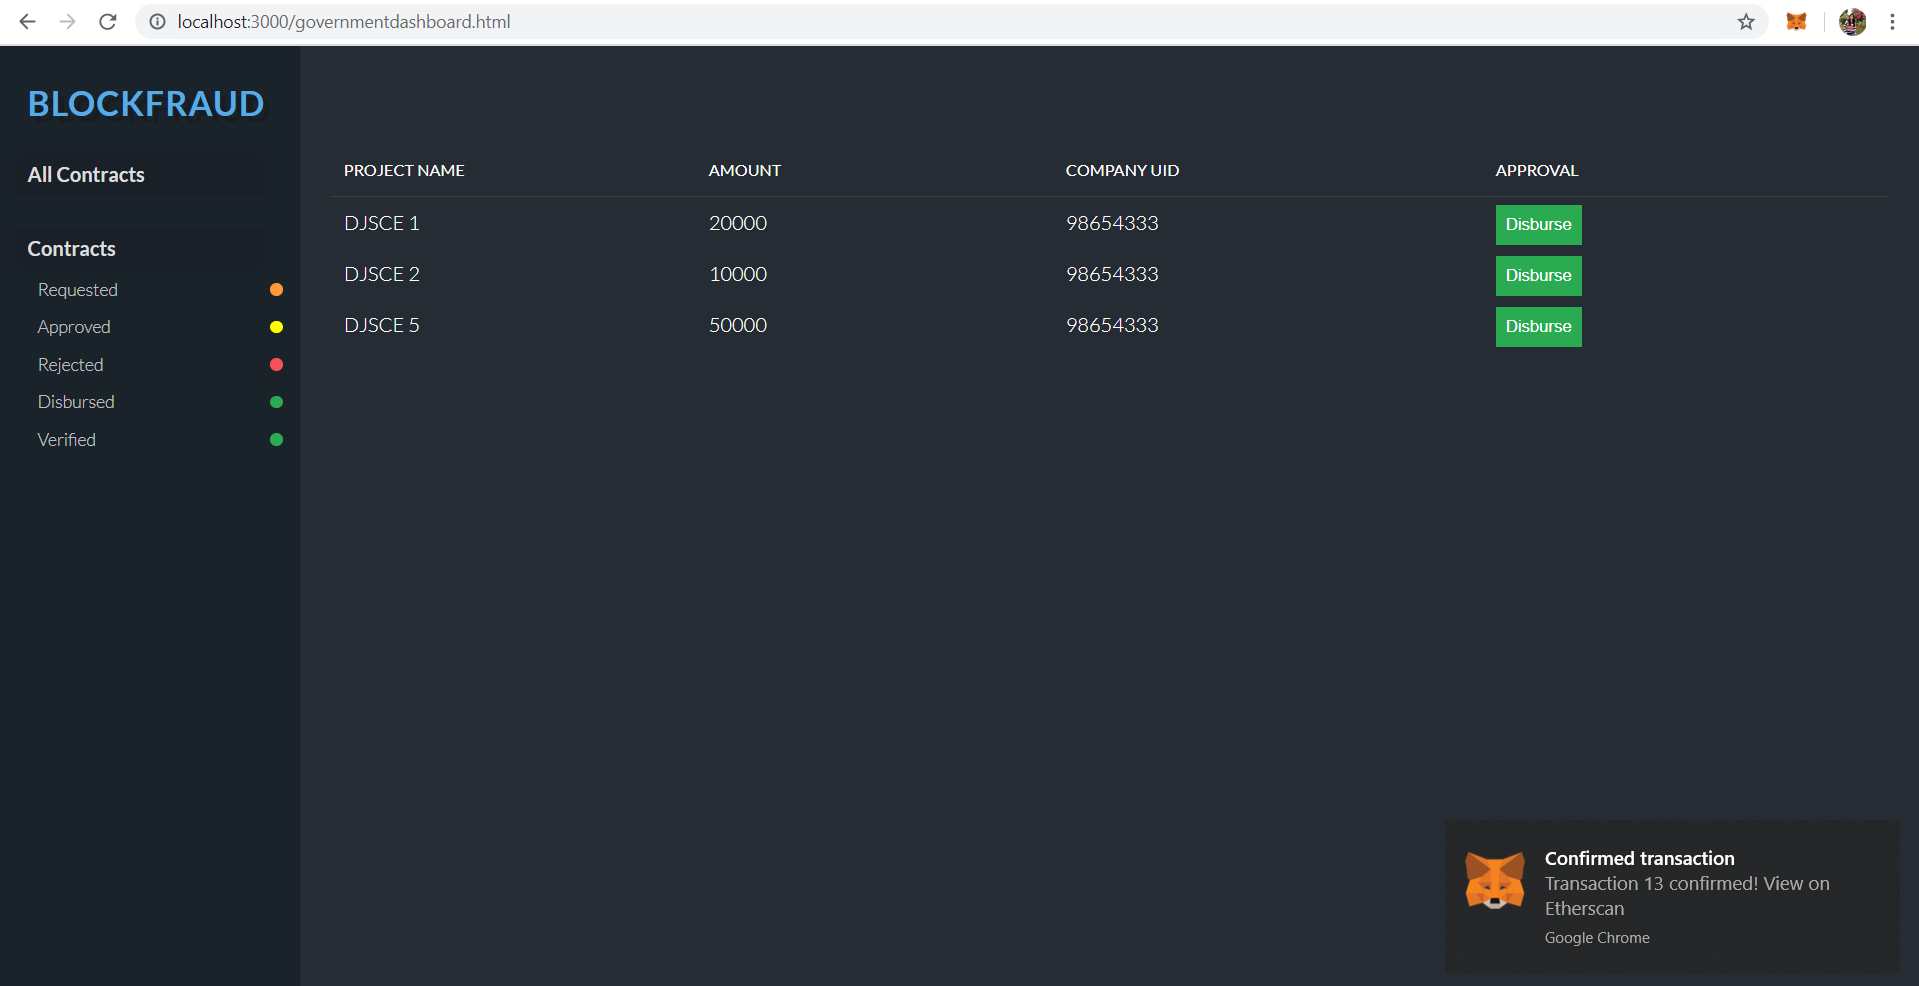 localhost:3000/governmentdashboard.html
BLOCKFRAUD
All Contracts
Contracts
Requested
Approved
Rejected
Disbursed
Verified
PROJECT NAME AMOUNT COMPANY UID APPROVAL
DJSCE 1 20000 98654333 Disburse
DJSCE 2 10000 98654333 Disburse
DJSCE 5 50000 98654333 Disburse
Confirmed transaction
Transaction 13 confirmed! View on
Etherscan
Google Chrome